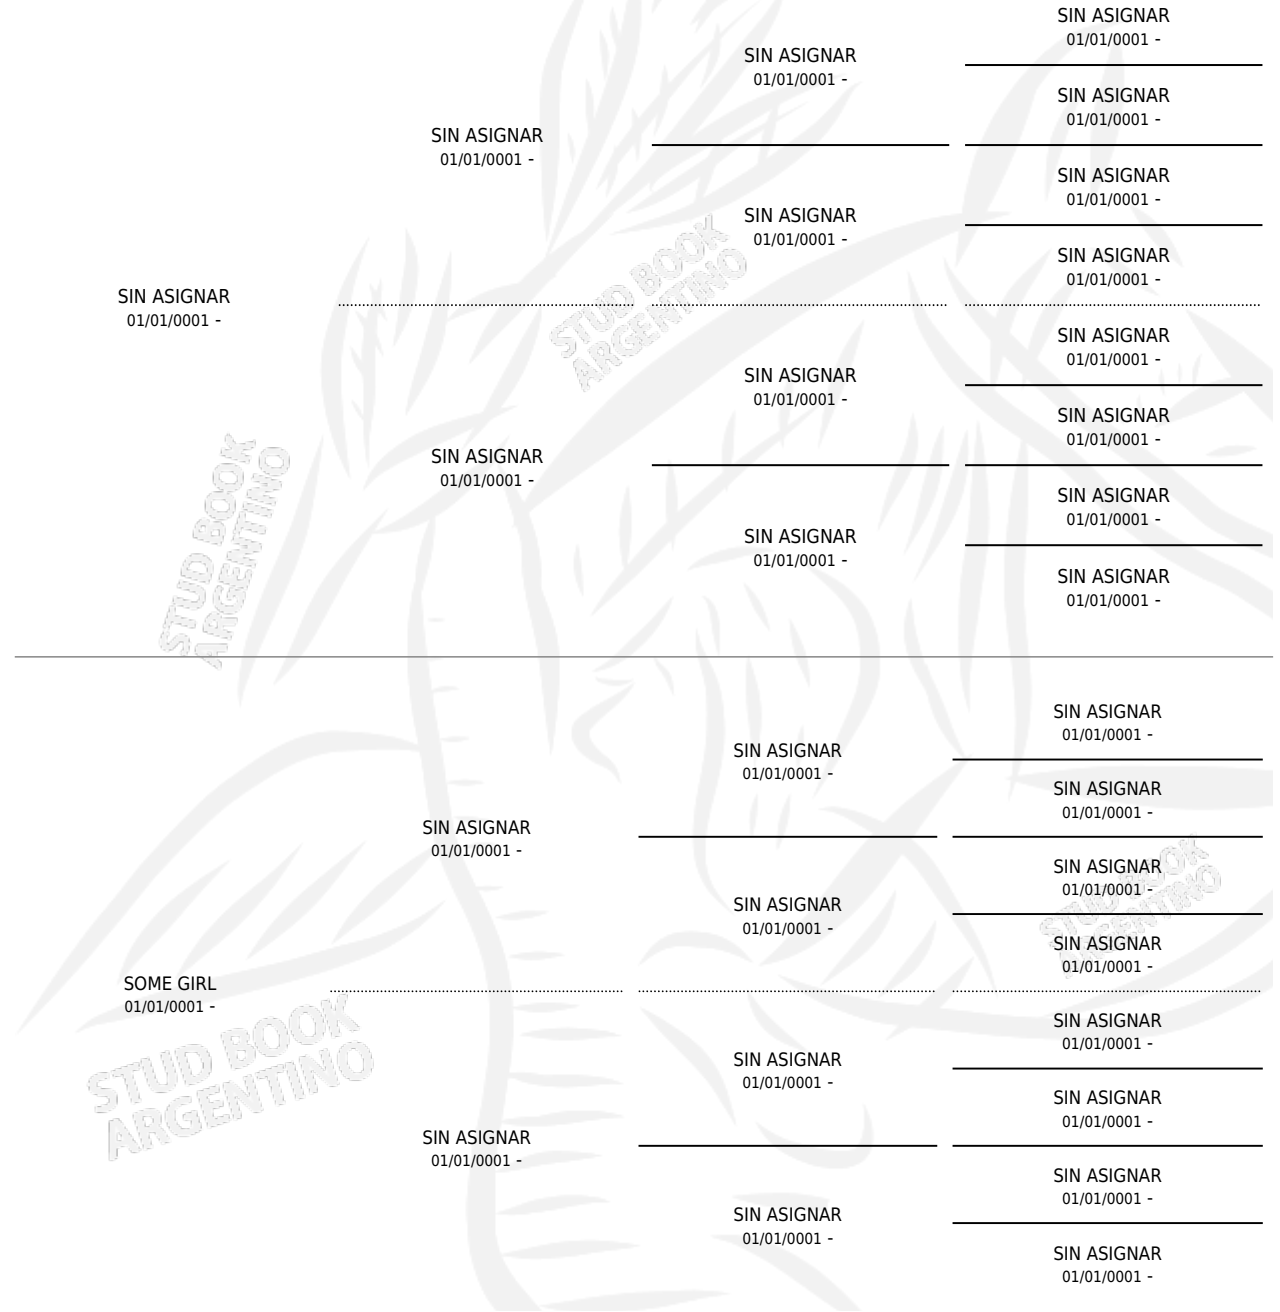 SIN ASIGNAR
01/01/0001 -
SIN ASIGNAR
01/01/0001 -
SIN ASIGNAR
01/01/0001 -
SIN ASIGNAR
01/01/0001 -
SIN ASIGNAR
01/01/0001 -
SIN ASIGNAR
01/01/0001 -
SIN ASIGNAR
01/01/0001 -
SIN ASIGNAR
01/01/0001 -
STUD BOOK
ARGENTINO
SIN ASIGNAR
01/01/0001 -
SIN ASIGNAR
01/01/0001 -
SIN ASIGNAR
01/01/0001 -
SIN ASIGNAR
01/01/0001 -
SIN ASIGNAR
01/01/0001 -
STUD BOOK
ARGENTINO
SIN ASIGNAR
01/01/0001 -
SIN ASIGNAR
01/01/0001 -
SIN ASIGNAR
01/01/0001 -
SIN ASIGNAR
01/01/0001 -
SIN ASIGNAR
01/01/0001 -
SIN ASIGNAR
01/01/0001 -
SIN ASIGNAR
01/01/0001 -
SIN ASIGNAR
01/01/0001 -
SIN ASIGNAR
01/01/0001 -
STUD BOOK
ARGENTINO
SIN ASIGNAR
01/01/0001 -
SIN ASIGNAR
01/01/0001 -
SOME GIRL
01/01/0001 -
STUD BOOK
ARGENTINO
SIN ASIGNAR
01/01/0001 -
SIN ASIGNAR
01/01/0001 -
SIN ASIGNAR
01/01/0001 -
SIN ASIGNAR
01/01/0001 -
SIN ASIGNAR
01/01/0001 -
SIN ASIGNAR
01/01/0001 -
SIN ASIGNAR
01/01/0001 -